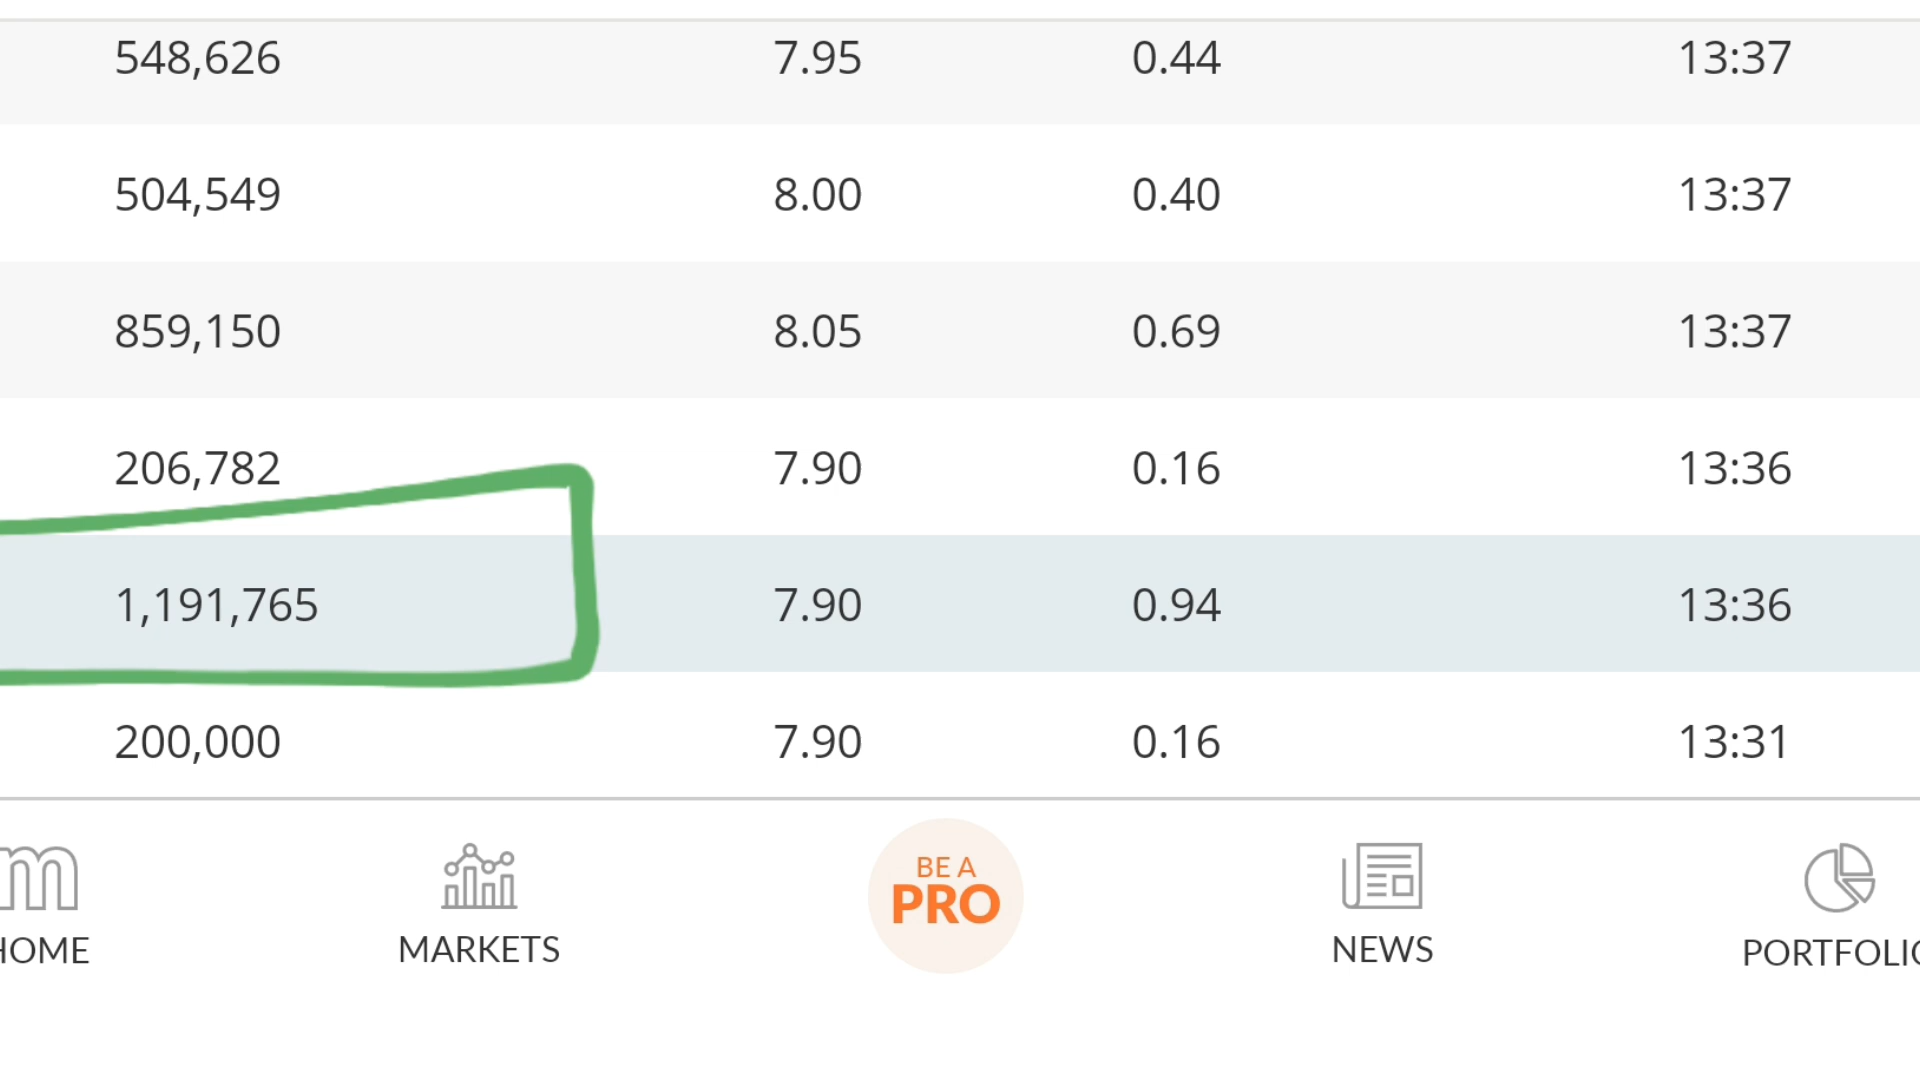 548,626 7.95 0.44 13:37
504,549 8.00 0.40 13:37
859,150 8.05 0.69 13:37
206,782 7.90 0.16 13:36
1,191,765 7.90 0.94 13:36
200,000 7.90 0.16 13:31
m
HOME MARKETS BE A PRO NEWS PORTFOLIO